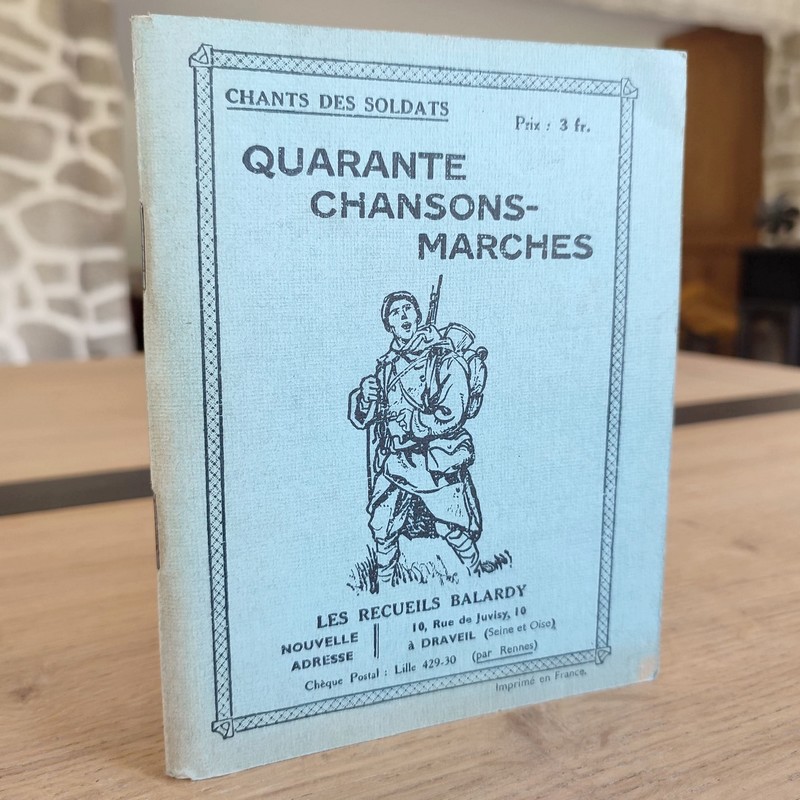 CHANTS DES SOLDATS
Prix : 3 fr.
QUARANTE
CHANSONS-
MARCHES
LES RECUEILS BALARDY
NOUVELLE
ADRESSE
10, Rue de Juvisy, 10
à DRAVEIL (Seine et Oise)
Chèque Postal : Lille 429-30 (par Rennes)
Imprimé en France.